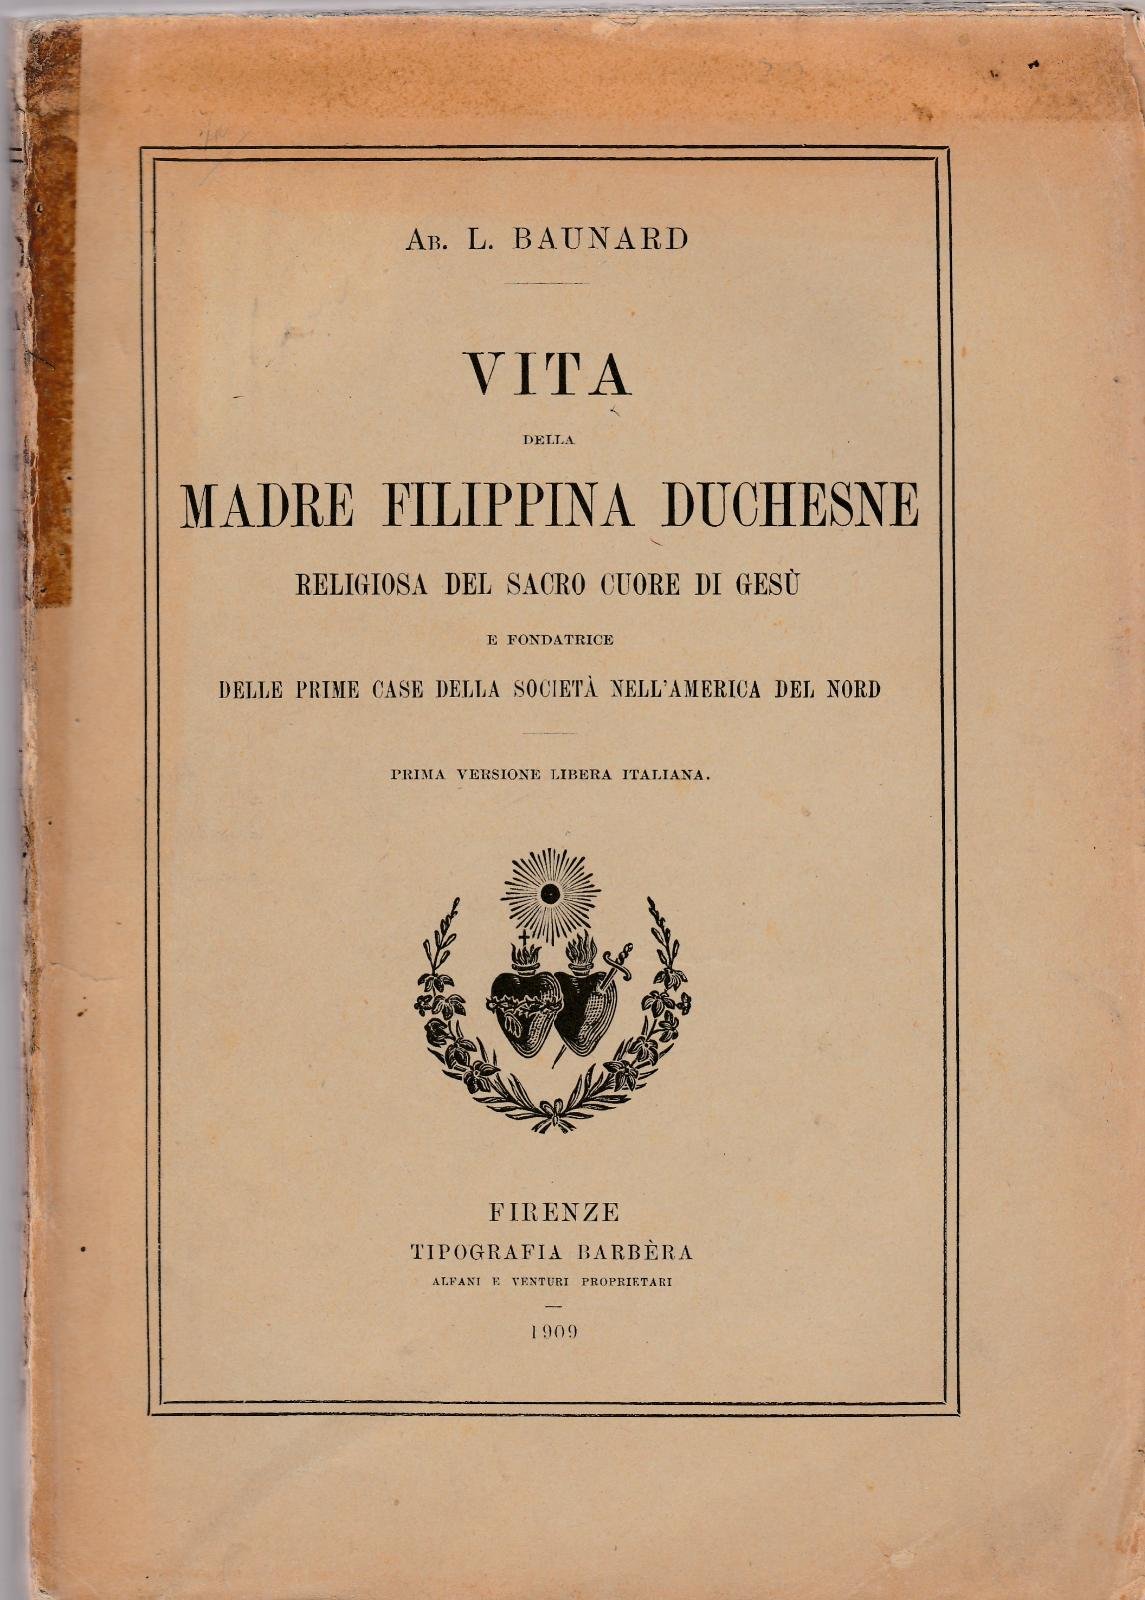 AB. L. BAUNARD
VITA
DELLA
MADRE FILIPPINA DUCHESNE
RELIGIOSA DEL SACRO CUORE DI GESÙ
E FONDATRICE
DELLE PRIME CASE DELLA SOCIETÀ NELL'AMERICA DEL NORD
PRIMA VERSIONE LIBERA ITALIANA.
FIRENZE
TIPOGRAFIA BARBÈRA
ALFANI E VENTURI PROPRIETARI
1909